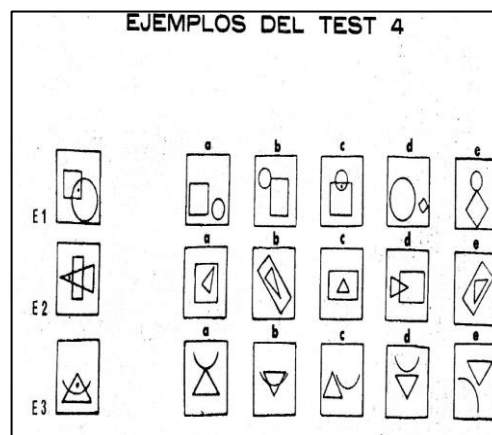 EJEMPLOS DEL TEST 4
a b c d e
E1
a b c d e
E2
a b c d e
E3